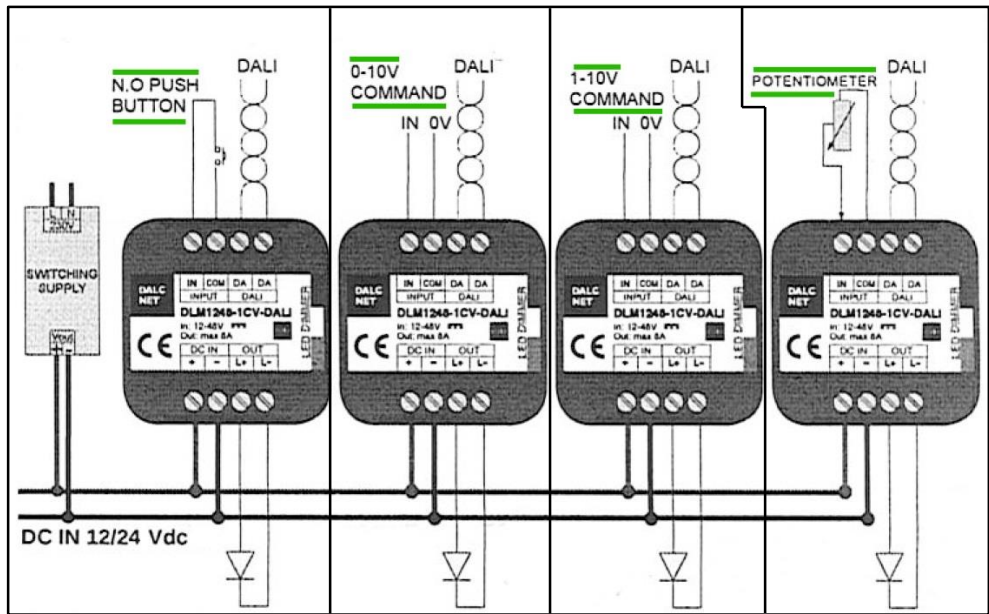 N.O PUSH
BUTTON
DALI
0-10V
COMMAND
IN 0V
DALI
1-10V
COMMAND
IN 0V
DALI
POTENTIOMETER
DALI
L N
230V
SWITCHING
SUPPLY
Vout
+ -
DALC
NET
IN COM DA DA
INPUT DALI
DLM1248-1CV-DALI
In: 12-48V
Out: max 8A
CE
DC IN OUT
+ - L+ L-
LED DIMMER
DALC
NET
IN COM DA DA
INPUT DALI
DLM1248-1CV-DALI
In: 12-48V
Out: max 8A
CE
DC IN OUT
+ - L+ L-
LED DIMMER
DALC
NET
IN COM DA DA
INPUT DALI
DLM1248-1CV-DALI
In: 12-48V
Out: max 8A
CE
DC IN OUT
+ - L+ L-
LED DIMMER
DALC
NET
IN COM DA DA
INPUT DALI
DLM1248-1CV-DALI
In: 12-48V
Out: max 8A
CE
DC IN OUT
+ - L+ L-
LED DIMMER
DC IN 12/24 Vdc